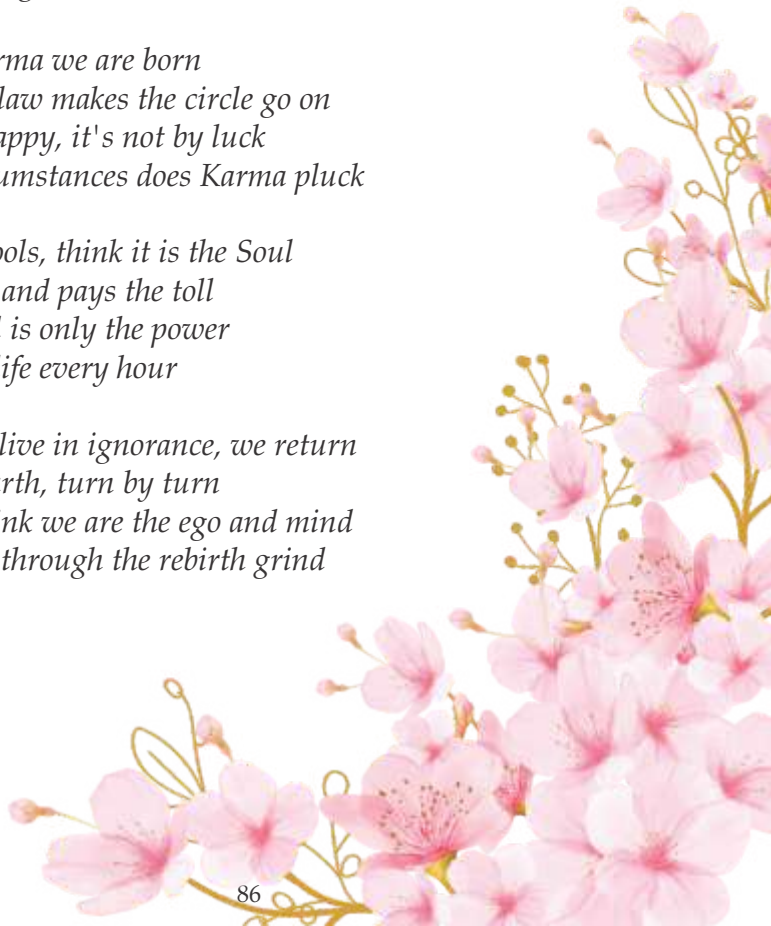 rma we are born
law makes the circle go on
appy, it's not by luck
umstances does Karma pluck
ools, think it is the Soul
and pays the toll
l is only the power
life every hour
live in ignorance, we return
rth, turn by turn
nk we are the ego and mind
through the rebirth grind
86